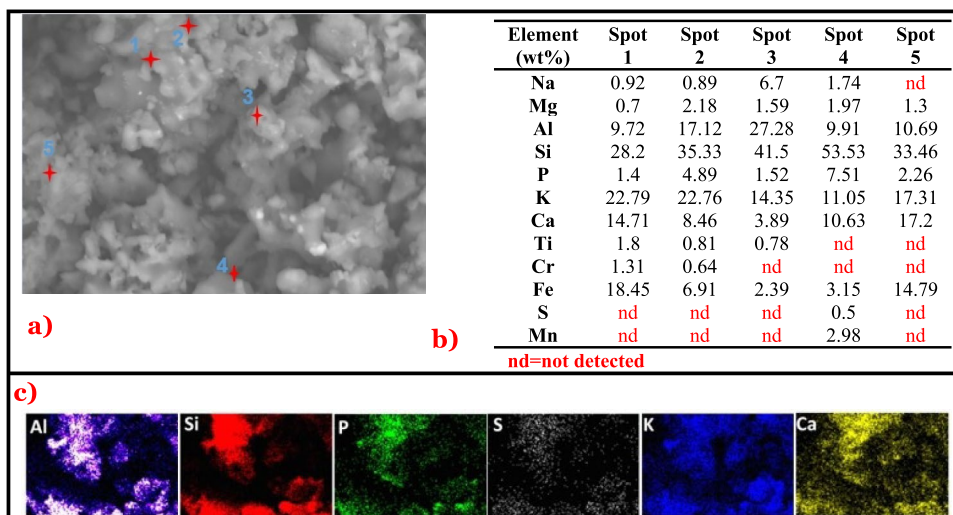 1
2
3
5
4
a)
b)
Element Spot Spot Spot Spot Spot
(wt%) 1 2 3 4 5
Na 0.92 0.89 6.7 1.74 nd
Mg 0.7 2.18 1.59 1.97 1.3
Al 9.72 17.12 27.28 9.91 10.69
Si 28.2 35.33 41.5 53.53 33.46
P 1.4 4.89 1.52 7.51 2.26
K 22.79 22.76 14.35 11.05 17.31
Ca 14.71 8.46 3.89 10.63 17.2
Ti 1.8 0.81 0.78 nd nd
Cr 1.31 0.64 nd nd nd
Fe 18.45 6.91 2.39 3.15 14.79
S nd nd nd 0.5 nd
Mn nd nd nd 2.98 nd
nd=not detected
c)
Al Si P S K Ca